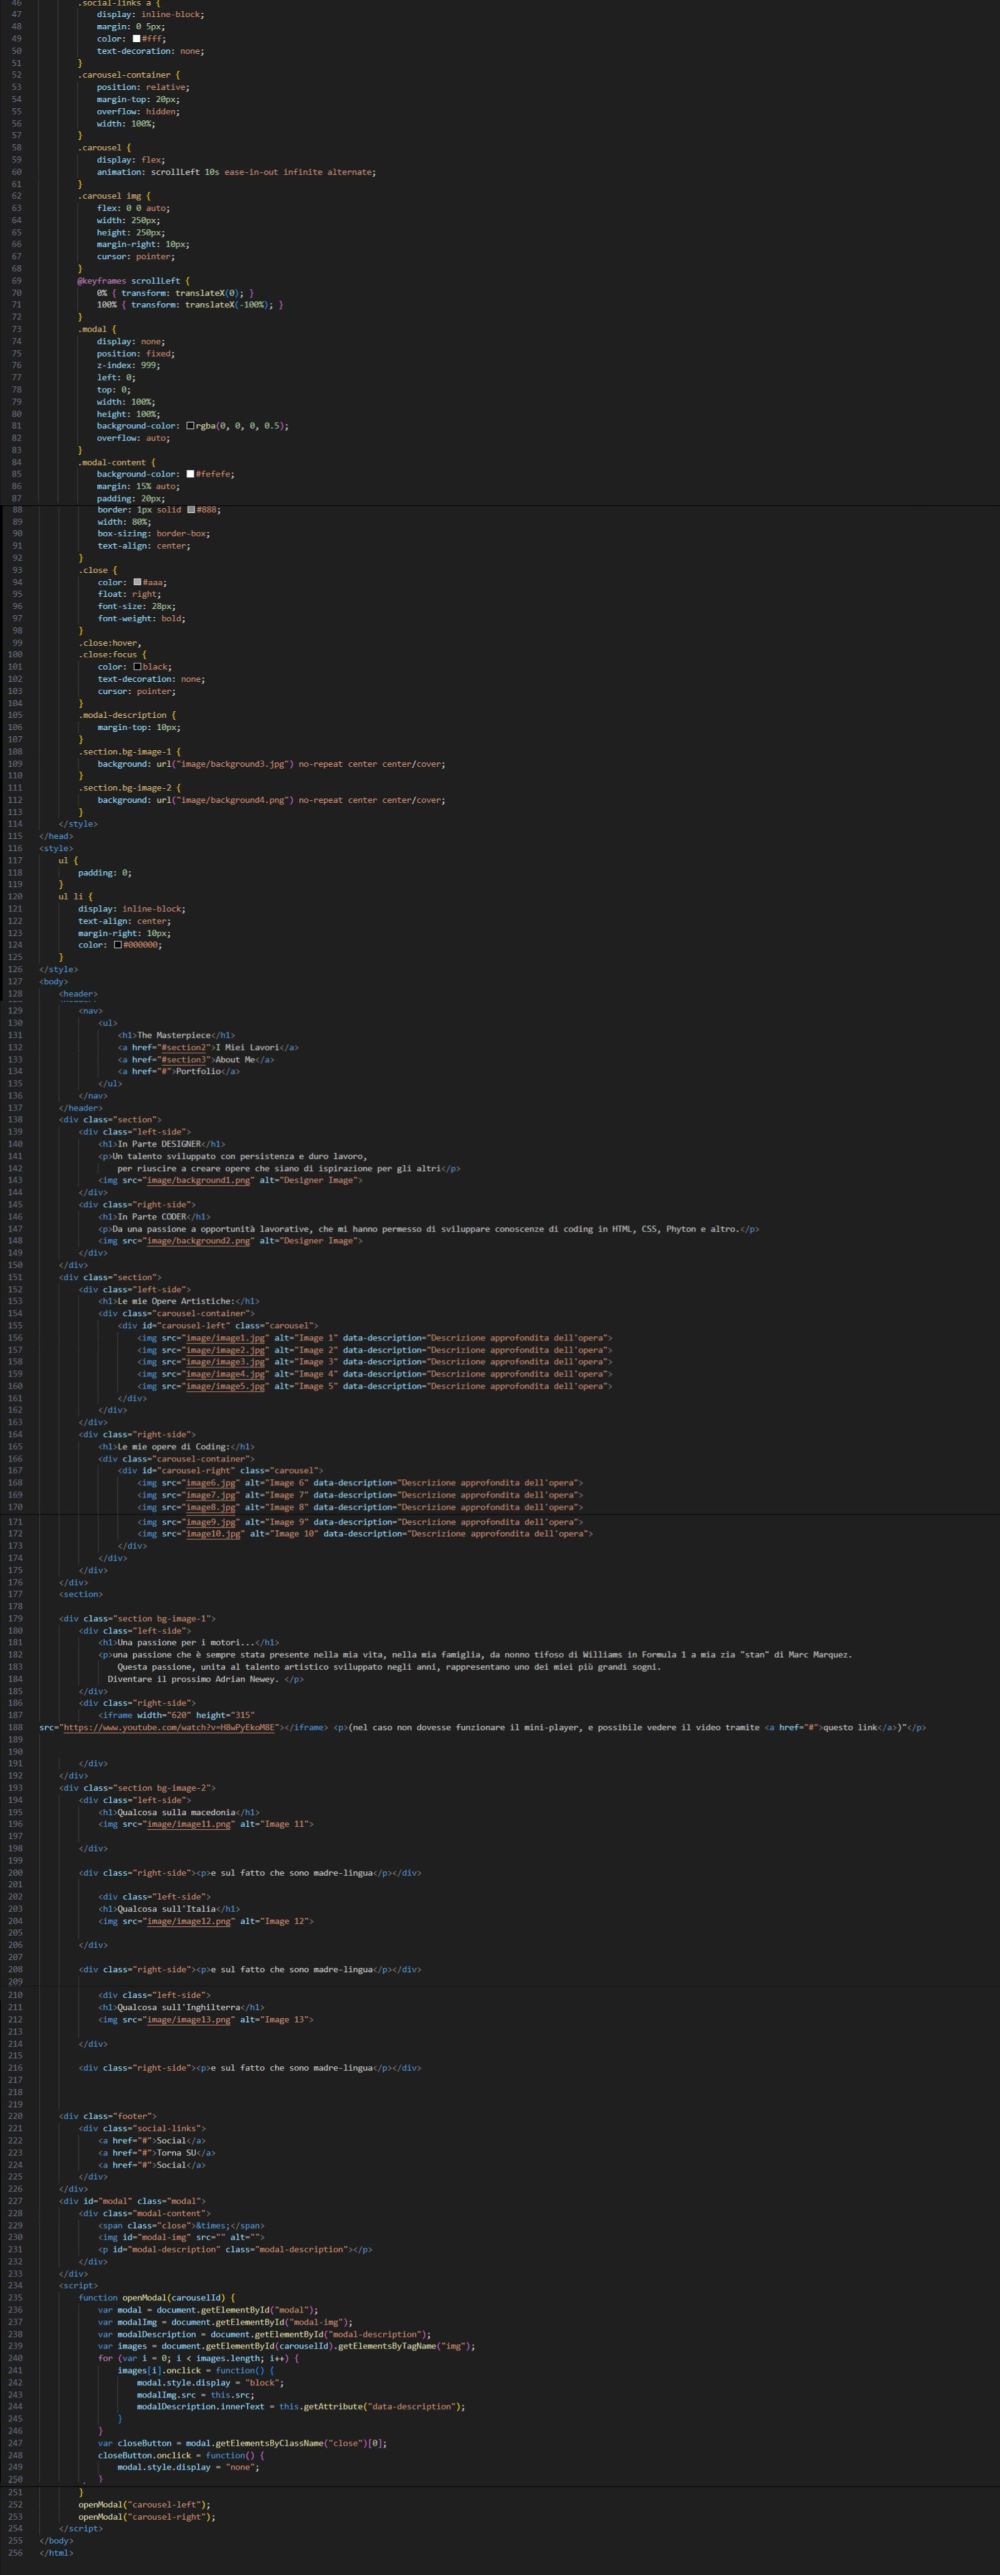 46 .social-links a {
47 display: inline-block;
48 margin: 0 5px;
49 color: #fff;
50 text-decoration: none;
51 }
52 .carousel-container {
53 position: relative;
54 margin-top: 20px;
55 overflow: hidden;
56 width: 100%;
57 }
58 .carousel {
59 display: flex;
60 animation: scrollLeft 10s ease-in-out infinite alternate;
61 }
62 .carousel img {
63 flex: 0 0 auto;
64 width: 250px;
65 height: 250px;
66 margin-right: 10px;
67 cursor: pointer;
68 }
69 @keyframes scrollLeft {
70 0% { transform: translateX(0); }
71 100% { transform: translateX(-100%); }
72 }
73 .modal {
74 display: none;
75 position: fixed;
76 z-index: 999;
77 left: 0;
78 top: 0;
79 width: 100%;
80 height: 100%;
81 background-color: rgba(0, 0, 0, 0.5);
82 overflow: auto;
83 }
84 .modal-content {
85 background-color: #fefefe;
86 margin: 15% auto;
87 padding: 20px;
88 border: 1px solid #888;
89 width: 80%;
90 box-sizing: border-box;
91 text-align: center;
92 }
93 .close {
94 color: #aaa;
95 float: right;
96 font-size: 28px;
97 font-weight: bold;
98 }
99 .close:hover,
100 .close:focus {
101 color: black;
102 text-decoration: none;
103 cursor: pointer;
104 }
105 .modal-description {
106 margin-top: 10px;
107 }
108 .section.bg-image-1 {
109 background: url("image/background3.jpg") no-repeat center center/cover;
110 }
111 .section.bg-image-2 {
112 background: url("image/background4.png") no-repeat center center/cover;
113 }
114 </style>
115 </head>
116 <style>
117 ul {
118 padding: 0;
119 }
120 ul li {
121 display: inline-block;
122 text-align: center;
123 margin-right: 10px;
124 color: #000000;
125 }
126 </style>
127 <body>
128 <header>
129 <nav>
130 <ul>
131 <h1>The Masterpiece</h1>
132 <a href="#section2">I Miei Lavori</a>
133 <a href="#section3">About Me</a>
134 <a href="#">Portfolio</a>
135 </ul>
136 </nav>
137 </header>
138 <div class="section">
139 <div class="left-side">
140 <h1>In Parte DESIGNER</h1>
141 <p>Un talento sviluppato con persistenza e duro lavoro,
142 per riuscire a creare opere che siano di ispirazione per gli altri</p>
143 <img src="image/background1.png" alt="Designer Image">
144 </div>
145 <div class="right-side">
146 <h1>In Parte CODER</h1>
147 <p>Da una passione a opportunità lavorative, che mi hanno permesso di sviluppare conoscenze di coding in HTML, CSS, Phyton e altro.</p>
148 <img src="image/background2.png" alt="Designer Image">
149 </div>
150 </div>
151 <div class="section">
152 <div class="left-side">
153 <h1>Le mie Opere Artistiche:</h1>
154 <div class="carousel-container">
155 <div id="carousel-left" class="carousel">
156 <img src="image/image1.jpg" alt="Image 1" data-description="Descrizione approfondita dell'opera">
157 <img src="image/image2.jpg" alt="Image 2" data-description="Descrizione approfondita dell'opera">
158 <img src="image/image3.jpg" alt="Image 3" data-description="Descrizione approfondita dell'opera">
159 <img src="image/image4.jpg" alt="Image 4" data-description="Descrizione approfondita dell'opera">
160 <img src="image/image5.jpg" alt="Image 5" data-description="Descrizione approfondita dell'opera">
161 </div>
162 </div>
163 </div>
164 <div class="right-side">
165 <h1>Le mie opere di Coding:</h1>
166 <div class="carousel-container">
167 <div id="carousel-right" class="carousel">
168 <img src="image6.jpg" alt="Image 6" data-description="Descrizione approfondita dell'opera">
169 <img src="image7.jpg" alt="Image 7" data-description="Descrizione approfondita dell'opera">
170 <img src="image8.jpg" alt="Image 8" data-description="Descrizione approfondita dell'opera">
171 <img src="image9.jpg" alt="Image 9" data-description="Descrizione approfondita dell'opera">
172 <img src="image10.jpg" alt="Image 10" data-description="Descrizione approfondita dell'opera">
173 </div>
174 </div>
175 </div>
176 </div>
177 <section>
178
179 <div class="section bg-image-1">
180 <div class="left-side">
181 <h1>Una passione per i motori...</h1>
182 <p>una passione che è sempre stata presente nella mia vita, nella mia famiglia, da nonno tifoso di Williams in Formula 1 a mia zia "stan" di Marc Marquez.
183 Questa passione, unita al talento artistico sviluppato negli anni, rappresentano uno dei miei più grandi sogni.
184 Diventare il prossimo Adrian Newey. </p>
185 </div>
186 <div class="right-side">
187 <iframe width="620" height="315"
188 src="https://www.youtube.com/watch?v=H8wPyEkoM8E"></iframe> <p>(nel caso non dovesse funzionare il mini-player, e possibile vedere il video tramite <a href="#">questo link</a>)"</p>
189
190
191 </div>
192 </div>
193 <div class="section bg-image-2">
194 <div class="left-side">
195 <h1>Qualcosa sulla macedonia</h1>
196 <img src="image/image11.png" alt="Image 11">
197
198 </div>
199
200 <div class="right-side"><p>e sul fatto che sono madre-lingua</p></div>
201
202 <div class="left-side">
203 <h1>Qualcosa sull'Italia</h1>
204 <img src="image/image12.png" alt="Image 12">
205
206 </div>
207
208 <div class="right-side"><p>e sul fatto che sono madre-lingua</p></div>
209
210 <div class="left-side">
211 <h1>Qualcosa sull'Inghilterra</h1>
212 <img src="image/image13.png" alt="Image 13">
213
214 </div>
215
216 <div class="right-side"><p>e sul fatto che sono madre-lingua</p></div>
217
218
219
220 <div class="footer">
221 <div class="social-links">
222 <a href="#">Social</a>
223 <a href="#">Torna SU</a>
224 <a href="#">Social</a>
225 </div>
226 </div>
227 <div id="modal" class="modal">
228 <div class="modal-content">
229 <span class="close">&times;</span>
230 <img id="modal-img" src="" alt="">
231 <p id="modal-description" class="modal-description"></p>
232 </div>
233 </div>
234 <script>
235 function openModal(carouselId) {
236 var modal = document.getElementById("modal");
237 var modalImg = document.getElementById("modal-img");
238 var modalDescription = document.getElementById("modal-description");
239 var images = document.getElementById(carouselId).getElementsByTagName("img");
240 for (var i = 0; i < images.length; i++) {
241 images[i].onclick = function() {
242 modal.style.display = "block";
243 modalImg.src = this.src;
244 modalDescription.innerText = this.getAttribute("data-description");
245 }
246 }
247 var closeButton = modal.getElementsByClassName("close")[0];
248 closeButton.onclick = function() {
249 modal.style.display = "none";
250 }
251 }
252 openModal("carousel-left");
253 openModal("carousel-right");
254 </script>
255 </body>
256 </html>